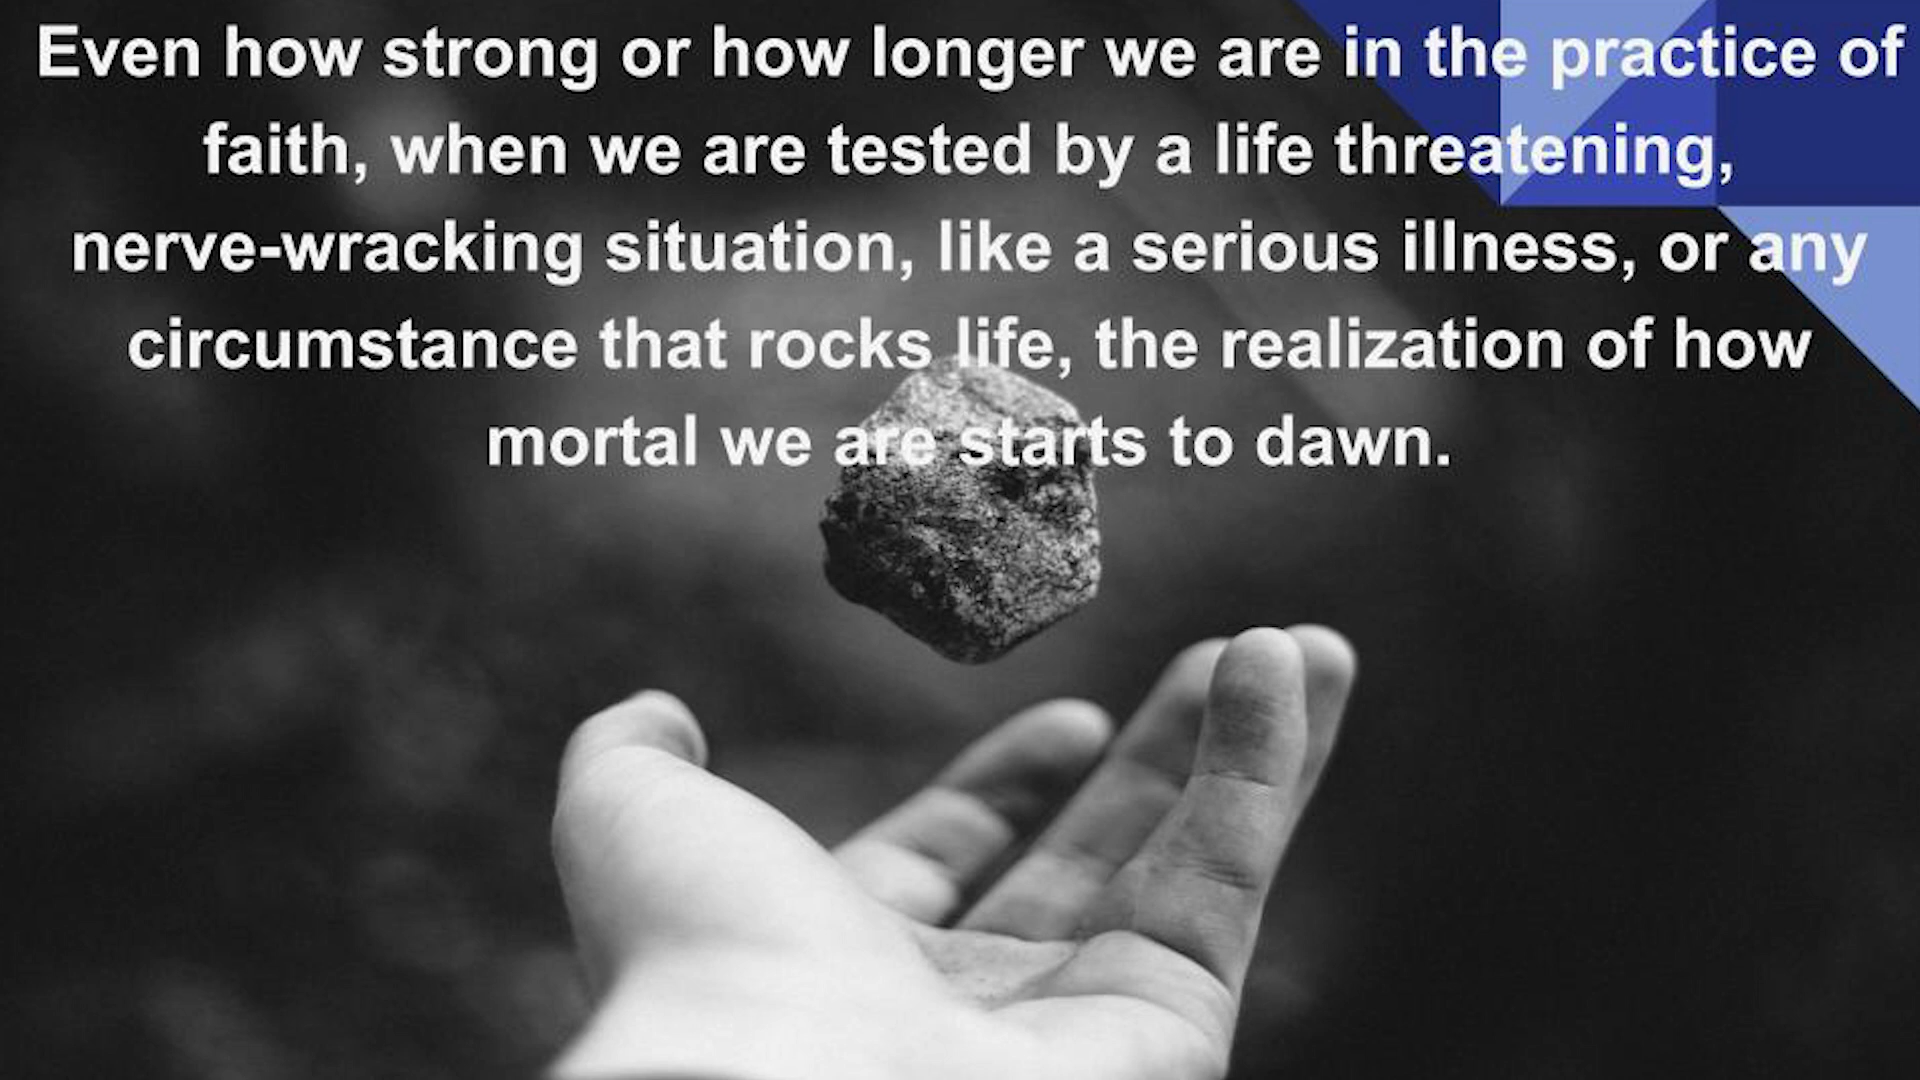 Even how strong or how longer we are in the practice of
faith, when we are tested by a life threatening,
nerve-wracking situation, like a serious illness, or any
circumstance that rocks life, the realization of how
mortal we are starts to dawn.